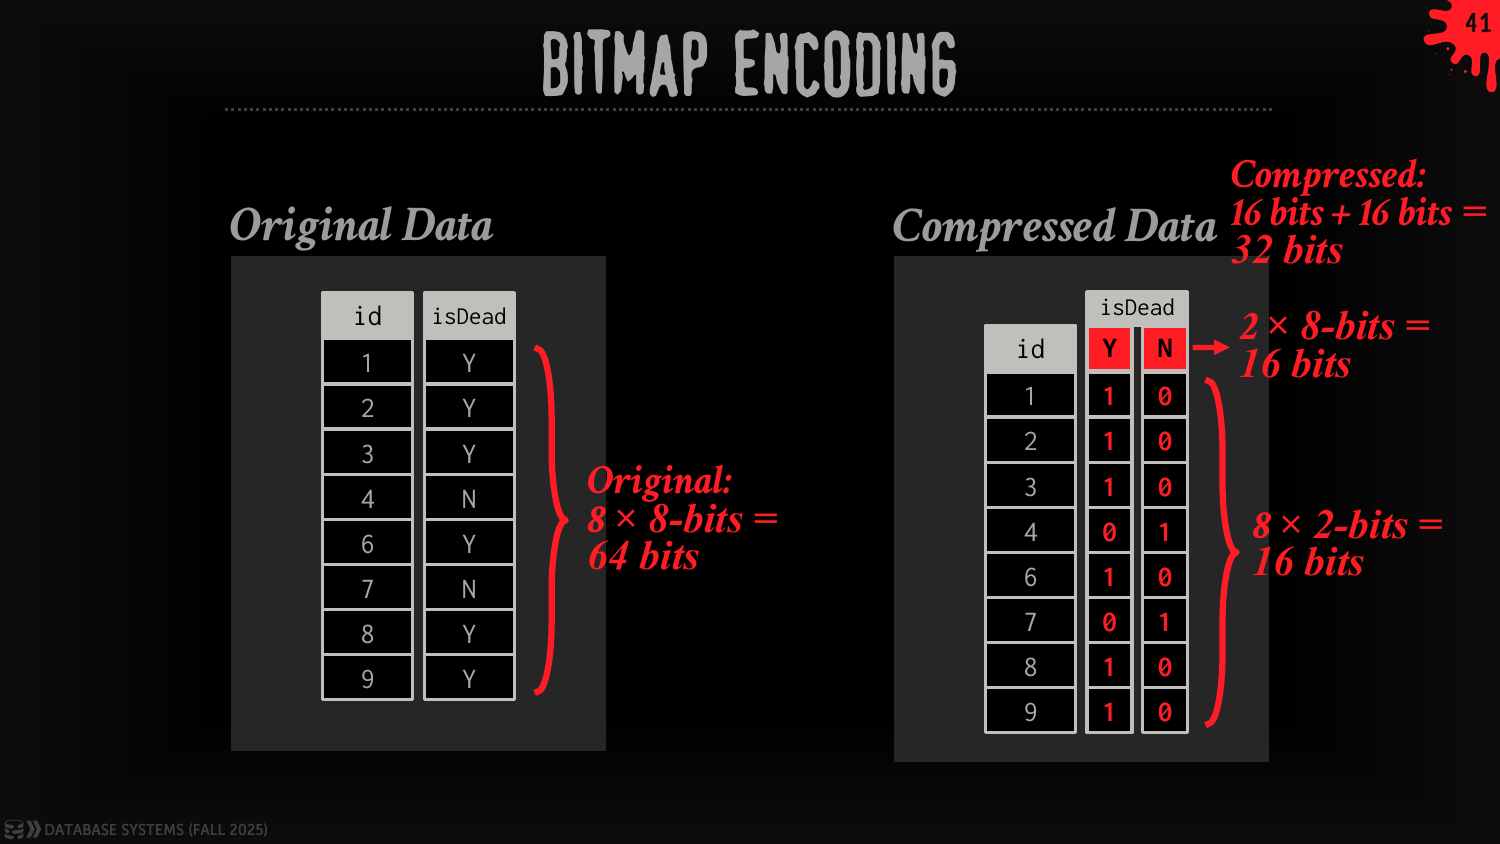 41
BITMAP ENCODING
Original Data
id isDead
1 Y
2 Y
3 Y
4 N
6 Y
7 N
8 Y
9 Y
Original:
8 × 8-bits =
64 bits
Compressed Data
Compressed:
16 bits + 16 bits =
32 bits
isDead
id Y N
2 × 8-bits =
16 bits
1 1 0
2 1 0
3 1 0
4 0 1
6 1 0
7 0 1
8 1 0
9 1 0
8 × 2-bits =
16 bits
DATABASE SYSTEMS (FALL 2025)